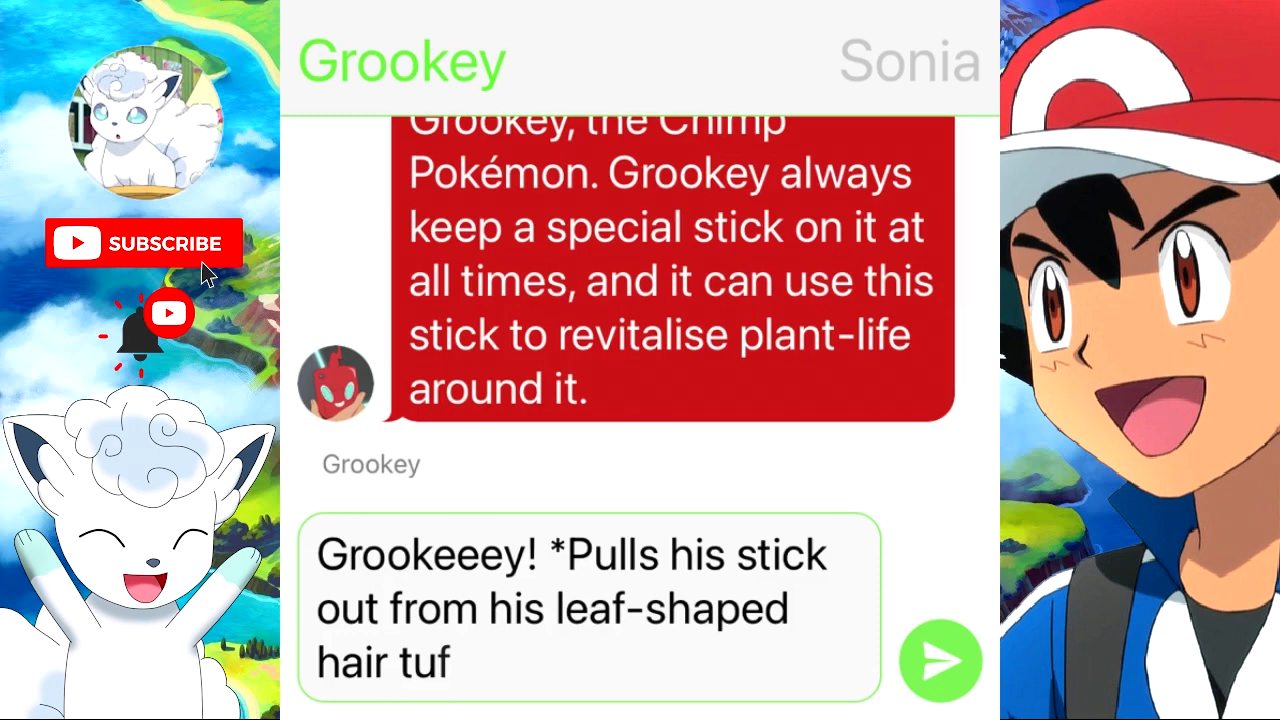 Grookey
Sonia
SUBSCRIBE
Grookey, the Chimp
Pokémon. Grookey always
keep a special stick on it at
all times, and it can use this
stick to revitalise plant-life
around it.
Grookey
Grookeeey! *Pulls his stick
out from his leaf-shaped
hair tuf